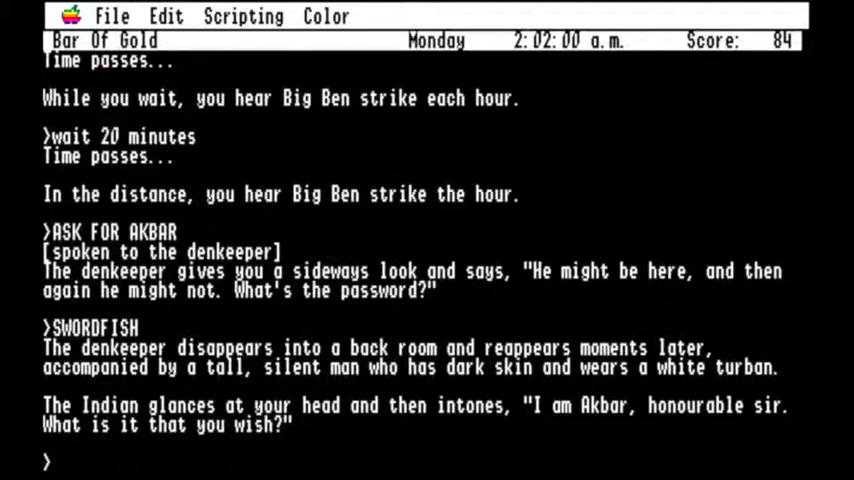 File Edit Scripting Color
Bar Of Gold Monday 2:02:00 a.m. Score: 84
Time passes...
While you wait, you hear Big Ben strike each hour.
>wait 20 minutes
Time passes...
In the distance, you hear Big Ben strike the hour.
>ASK FOR AKBAR
[spoken to the denkeeper]
The denkeeper gives you a sideways look and says, "He might be here, and then
again he might not. What's the password?"
>SWORDFISH
The denkeeper disappears into a back room and reappears moments later,
accompanied by a tall, silent man who has dark skin and wears a white turban.
The Indian glances at your head and then intones, "I am Akbar, honourable sir.
What is it that you wish?"
>